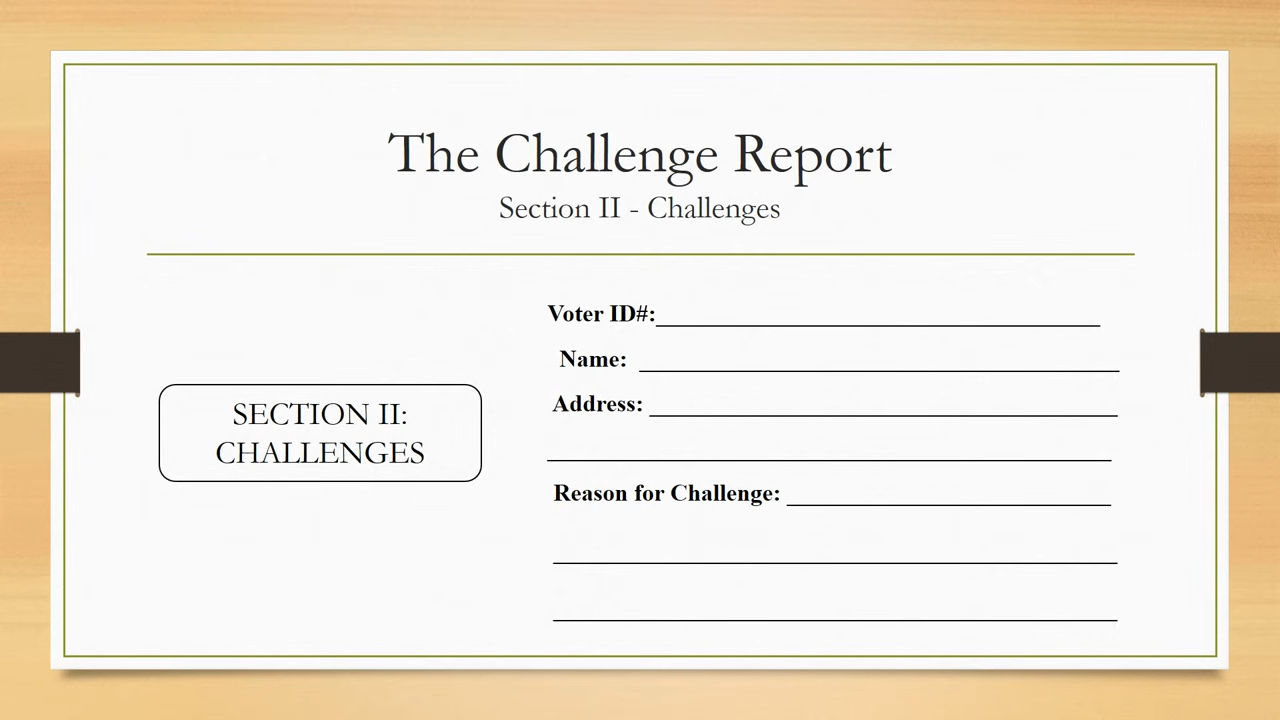 The Challenge Report
Section II - Challenges
SECTION II:
CHALLENGES
Voter ID#:
Name:
Address:
Reason for Challenge: